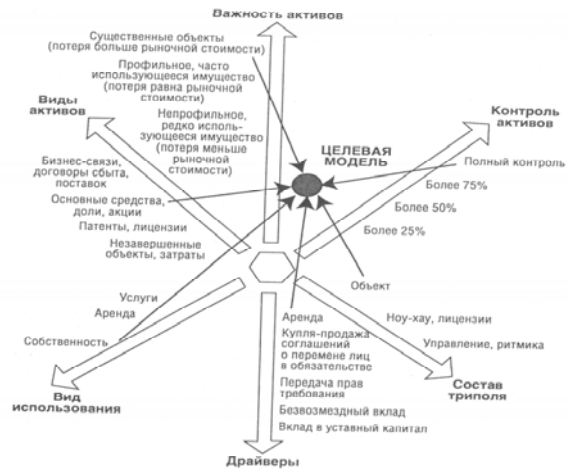 Важность активов
Существенные объекты
(потеря больше рыночной стоимости)
Профильное, часто
использующееся имущество
(потеря равна рыночной
стоимости)
Виды
активов
Непрофильное,
редко исполь-
зующееся имущество
(потеря меньше
рыночной
стоимости)
Контроль
активов
ЦЕЛЕВАЯ
МОДЕЛЬ
Полный контроль
Более 75%
Более 50%
Более 25%
Бизнес-связи,
договоры сбыта,
поставок
Основные средства,
доли, акции
Патенты, лицензии
Незавершенные
объекты, затраты
Объект
Услуги
Аренда
Собственность
Вид
использования
Аренда
Купля-продажа
соглашений
о перемене лиц
в обязательстве
Передача прав
требования
Безвозмездный вклад
Вклад в уставный капитал
Ноу-хау, лицензии
Управление, ритмика
Состав
триполя
Драйверы